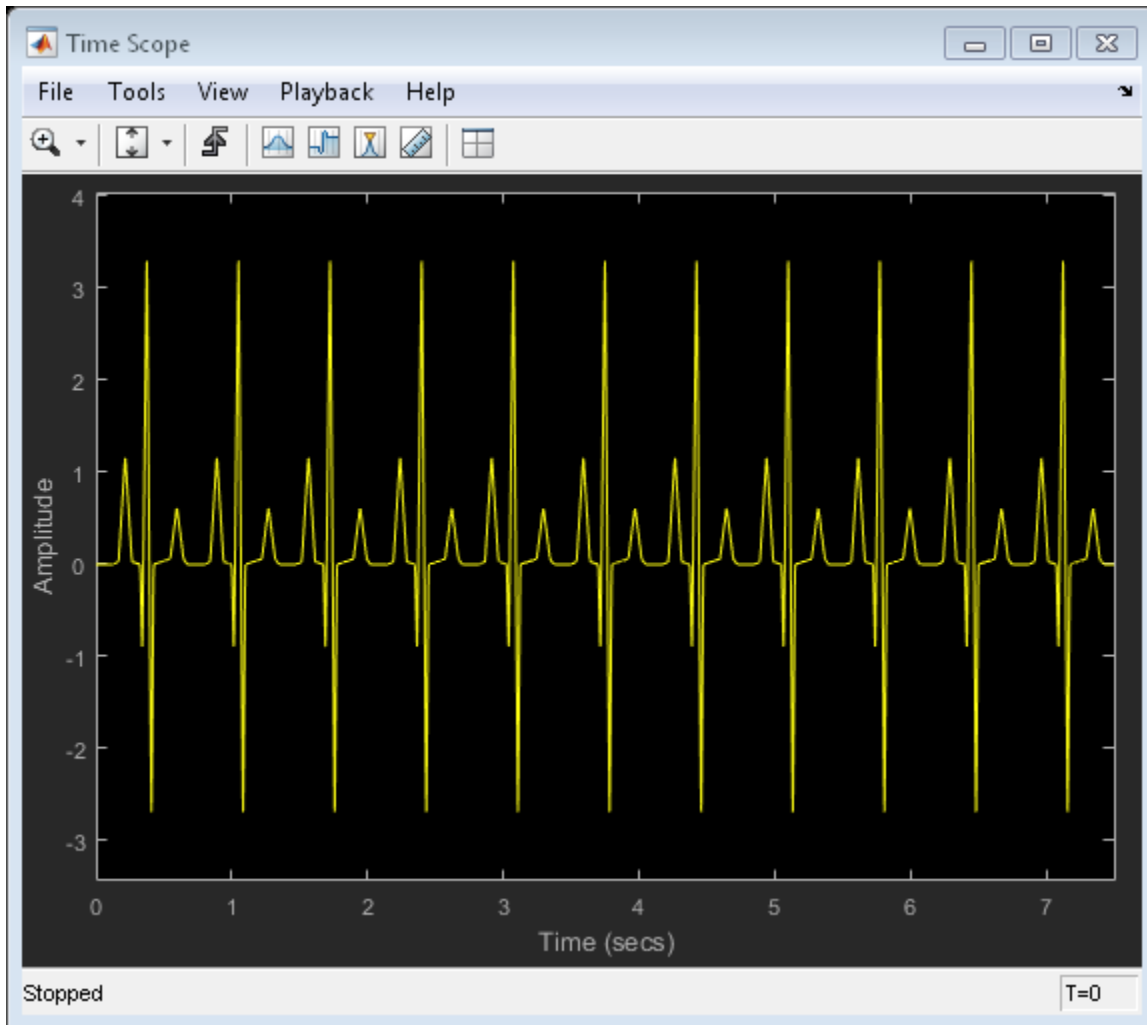 Time Scope
File Tools View Playback Help
4
3
2
1
0
-1
-2
-3
Amplitude
0 1 2 3 4 5 6 7
Time (secs)
Stopped T=0